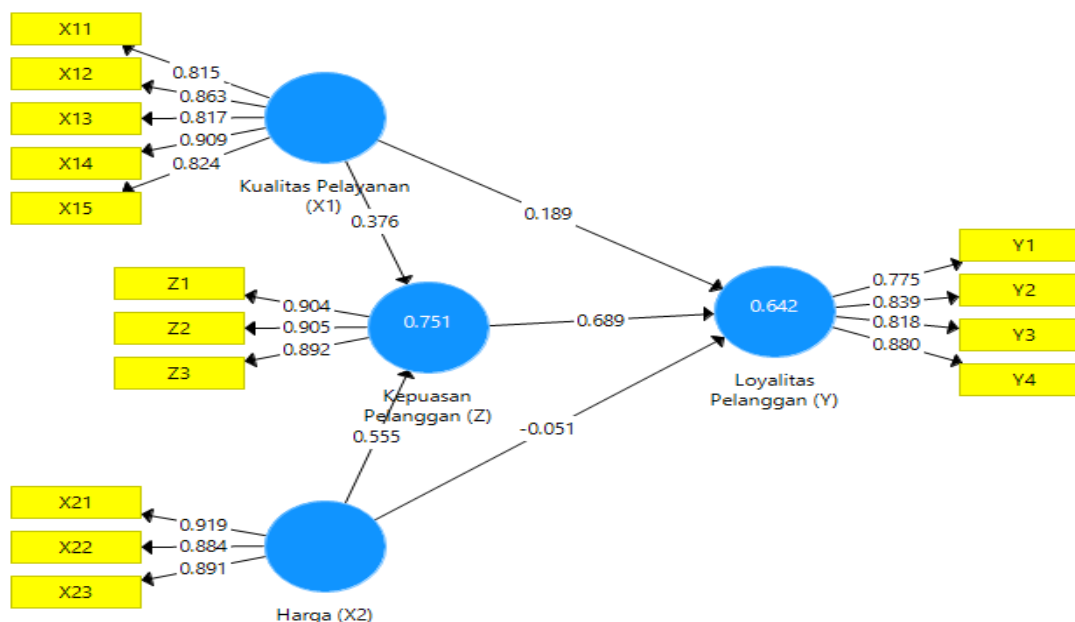 X11
X12
X13
X14
X15
0.815
0.863
0.817
0.909
0.824
Kualitas Pelayanan
(X1)
0.376
0.189
Z1
Z2
Z3
0.904
0.905
0.892
0.751
Kepuasan
Pelanggan (Z)
0.689
0.642
Loyalitas
Pelanggan (Y)
0.775
0.839
0.818
0.880
Y1
Y2
Y3
Y4
0.555
-0.051
X21
X22
X23
0.919
0.884
0.891
Harga (X2)